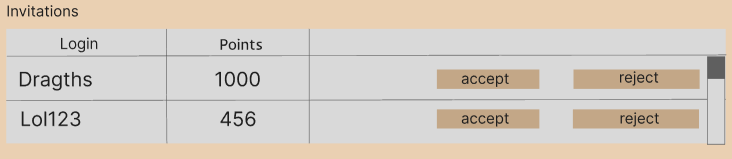 Invitations
Login Points
Dragths 1000 accept reject
Lol123 456 accept reject